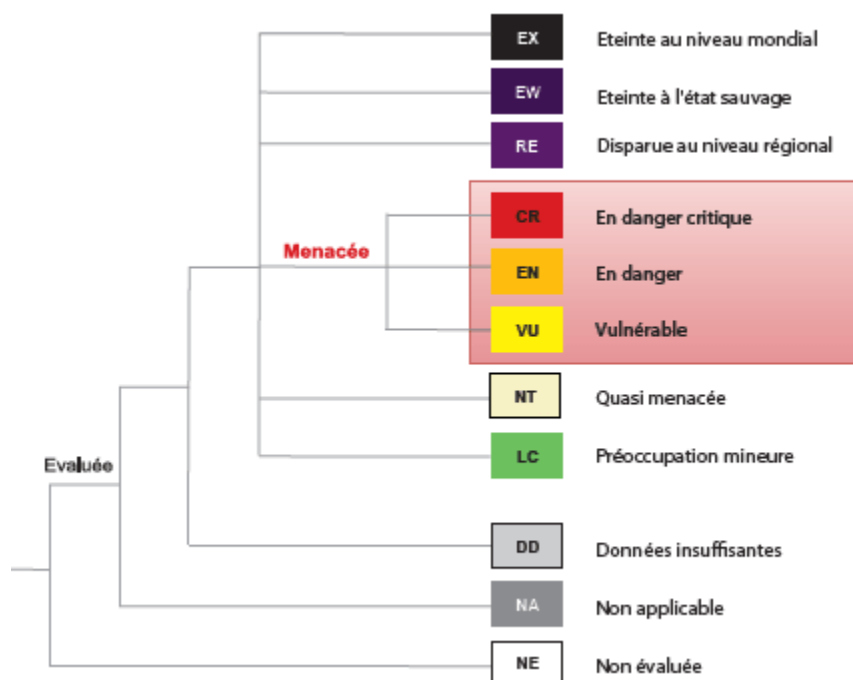 EX Eteinte au niveau mondial
EW Eteinte à l'état sauvage
RE Disparue au niveau régional
CR En danger critique
Menacée
EN En danger
VU Vulnérable
NT Quasi menacée
LC Préoccupation mineure
Evaluée
DD Données insuffisantes
NA Non applicable
NE Non évaluée